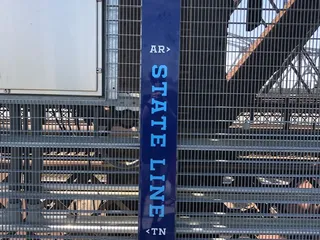 AR>
STATE LINE
<TN